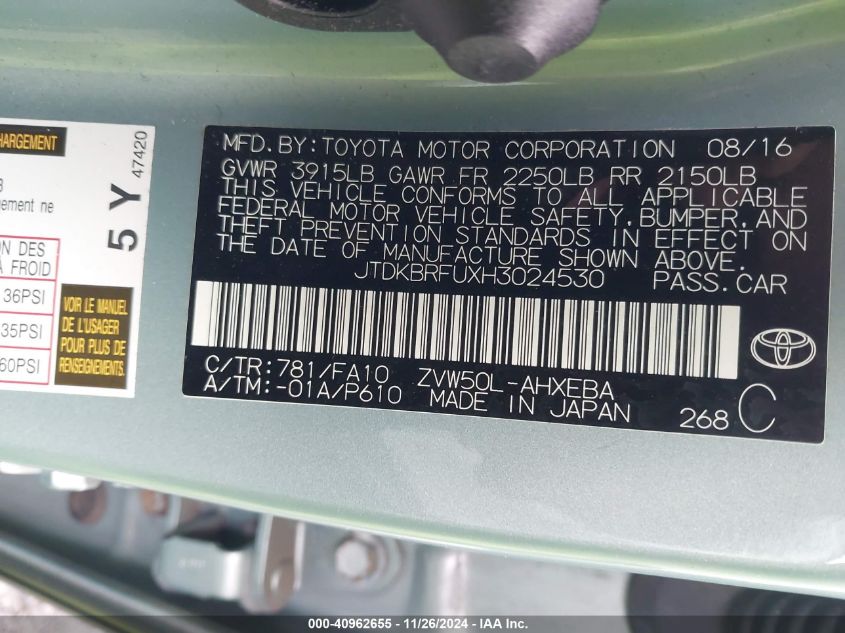 CHARGEMENT
gement ne
ON DES
A FROID
36PSI
35PSI
60PSI
VOIR LE MANUEL
DE L'USAGER
POUR PLUS DE
RENSEIGNEMENTS.
5 Y 47420
MFD.BY:TOYOTA MOTOR CORPORATION 08/16
GVWR 3915LB GAWR FR 2250LB RR 2150LB
THIS VEHICLE CONFORMS TO ALL APPLICABLE
FEDERAL MOTOR VEHICLE SAFETY,BUMPER,AND
THEFT PREVENTION STANDARDS IN EFFECT ON
THE DATE OF MANUFACTURE SHOWN ABOVE.
JTDKBRFUXH3024530 PASS.CAR
C/TR:781/FA10 ZVW50L-AHXEBA
A/TM:-01A/P610 MADE IN JAPAN 268 C
TOYOTA
000-40962655 - 11/26/2024 - IAA Inc.